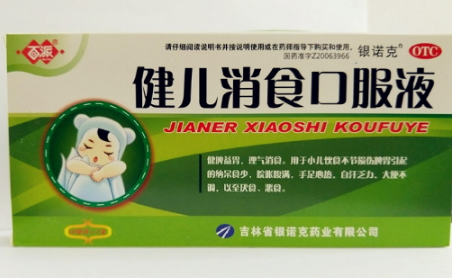 百派
请仔细阅读说明书并按说明使用或在药师指导下购买和使用。
国药准字Z20063966
银诺克®
OTC
健儿消食口服液
JIANER XIAOSHI KOUFUYE
健脾益胃，理气消食。用于小儿饮食不节损伤脾胃引起
的纳呆食少，脘胀腹满，手足心热，自汗乏力，大便不
调，以至厌食、恶食。
吉林省银诺克药业有限公司